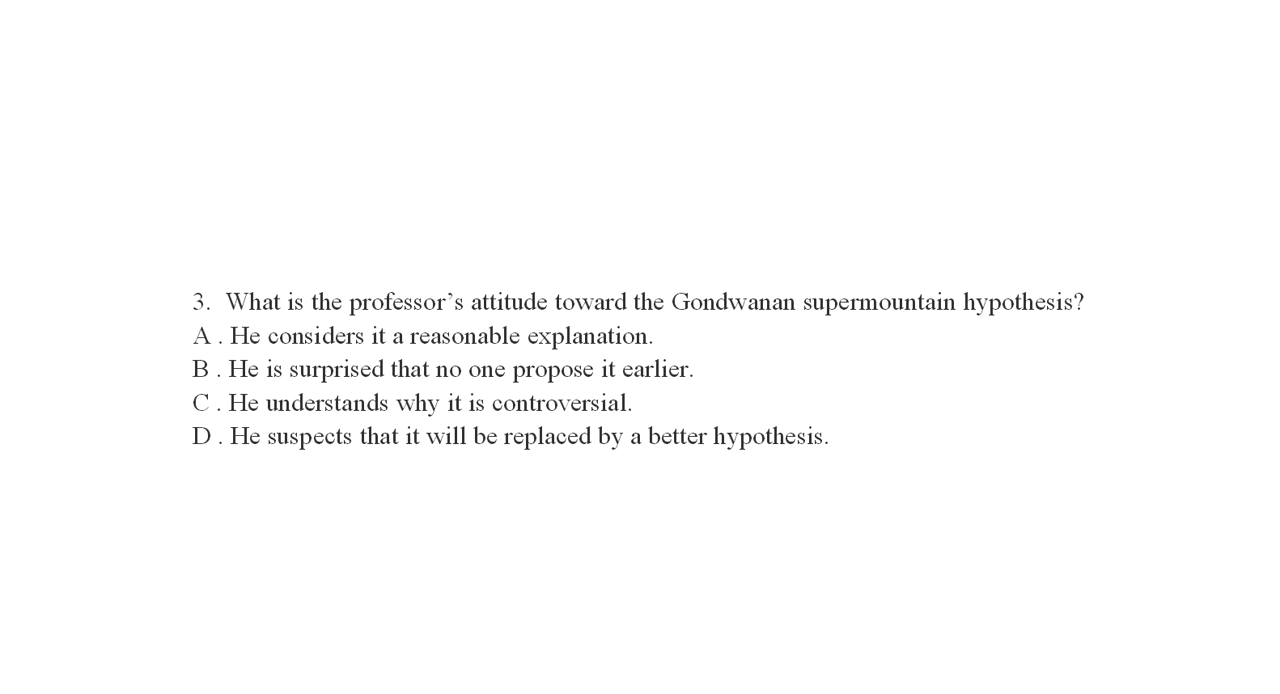 3.  What is the professor’s attitude toward the Gondwanan supermountain hypothesis?
A . He considers it a reasonable explanation.
B . He is surprised that no one propose it earlier.
C . He understands why it is controversial.
D . He suspects that it will be replaced by a better hypothesis.